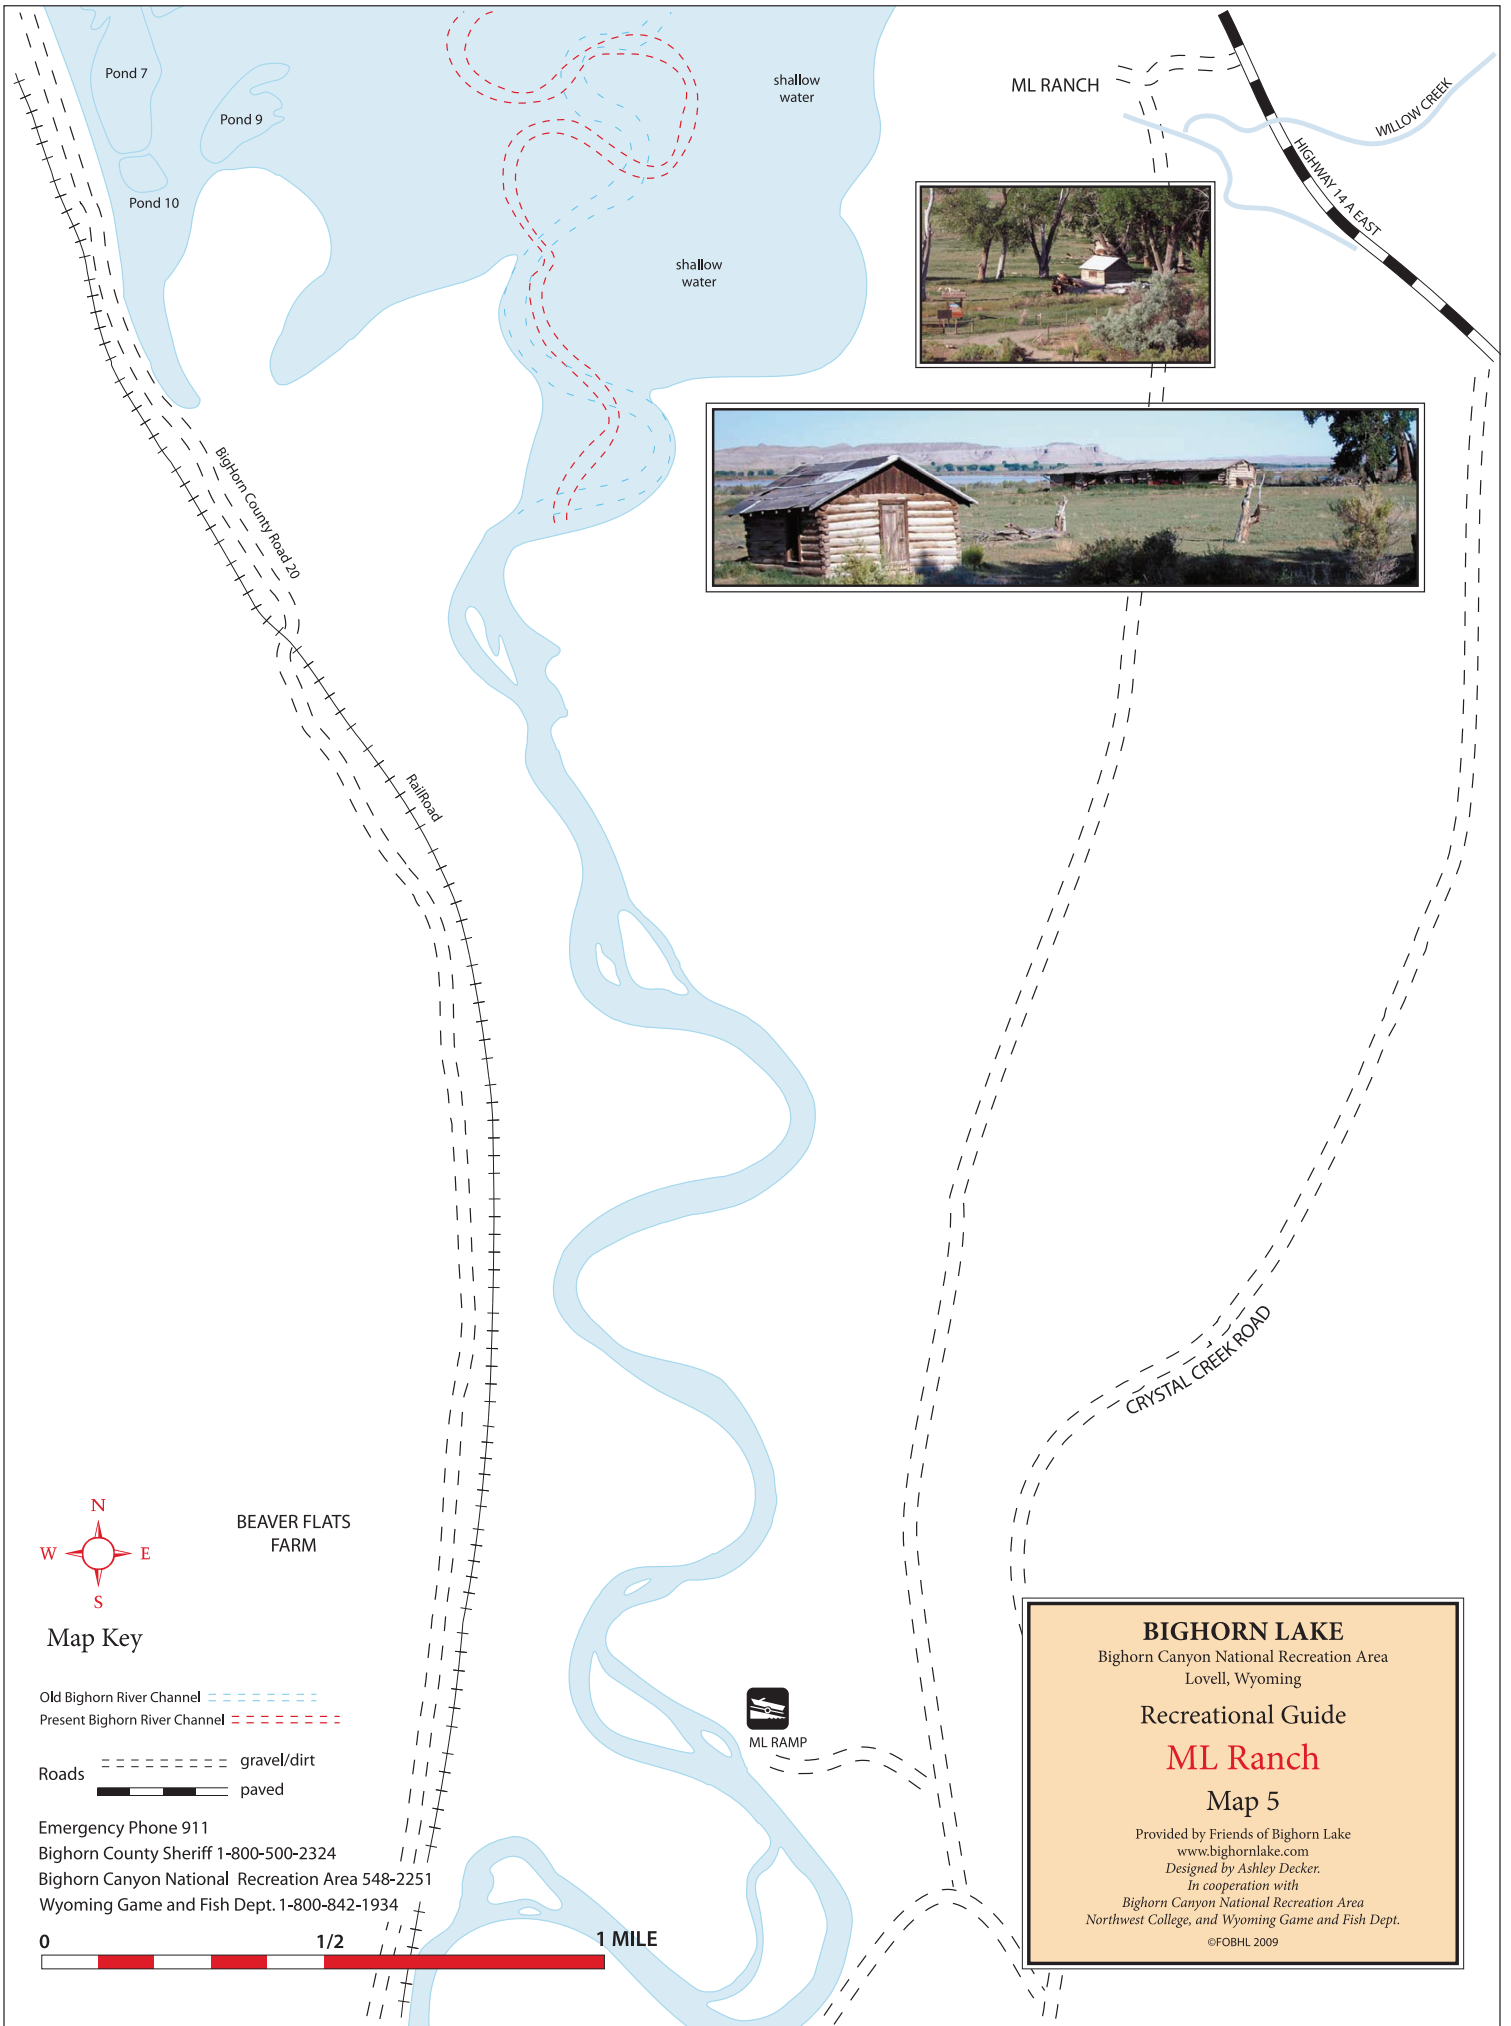 Pond 7
Pond 9
Pond 10
shallow
water
shallow
water
ML RANCH
WILLOW CREEK
HIGHWAY 14 A EAST
BigHorn County Road 20
RailRoad
CRYSTAL CREEK ROAD
BEAVER FLATS
FARM
N
W
E
S
Map Key
Old Bighorn River Channel
Present Bighorn River Channel
Roads
gravel/dirt
paved
Emergency Phone 911
Bighorn County Sheriff 1-800-500-2324
Bighorn Canyon National Recreation Area 548-2251
Wyoming Game and Fish Dept. 1-800-842-1934
0 1/2 1 MILE
ML RAMP
BIGHORN LAKE
Bighorn Canyon National Recreation Area
Lovell, Wyoming
Recreational Guide
ML Ranch
Map 5
Provided by Friends of Bighorn Lake
www.bighornlake.com
Designed by Ashley Decker.
In cooperation with
Bighorn Canyon National Recreation Area
Northwest College, and Wyoming Game and Fish Dept.
©FOBHL 2009